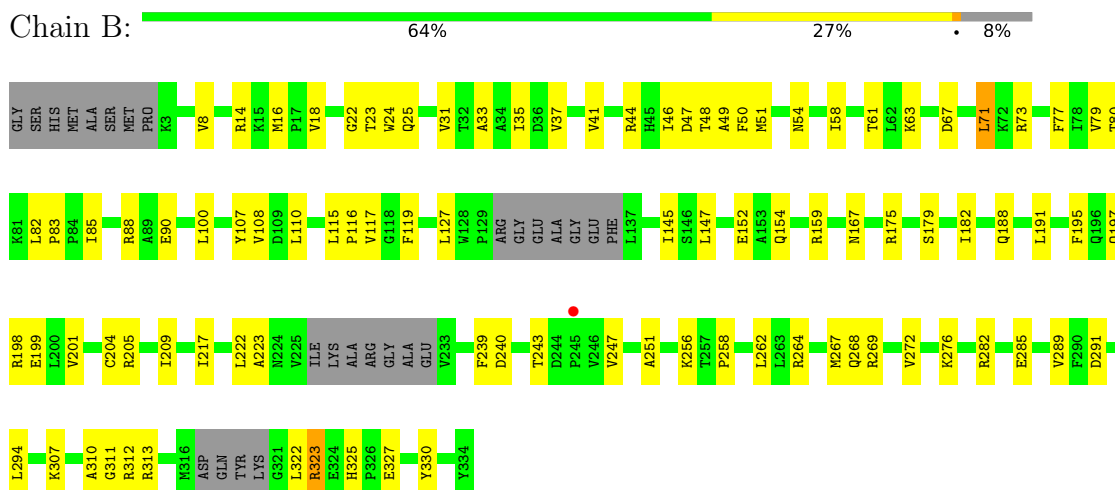 Chain B:
64% 27% • 8%
GLY SER HIS MET ALA SER MET PRO K3 V8 R14 K15 M16 P17 V18 G22 T23 W24 Q25 V31 T32 A33 A34 I35 D36 V37 V41 R44 H45 I46 D47 T48 A49 F50 M51 N54 I58 T61 L62 K63 D67 L71 K72 R73 F77 I78 V79 T80
K81 L82 P83 P84 I85 R88 A89 E90 L100 Y107 V108 D109 L110 L115 P116 V117 G118 F119 L127 W128 P129 ARG GLY GLU ALA GLY GLU PHE L137 I145 S146 L147 E152 A153 Q154 R159 N167 R175 S179 I182 Q188 L191 F195 Q196
R198 E199 L200 V201 C204 R205 I209 I217 L222 A223 N224 V225 ILE LYS ALA ARG GLY ALA GLU V233 F239 D240 T243 D244 P245 V246 V247 A251 K256 T257 P258 L262 L263 R264 M267 Q268 R269 V272 K276 R282 E285 V289 F290 D291
L294 K307 A310 G311 R312 R313 M316 ASP GLN TYR LYS G321 L322 R323 E324 H325 P326 E327 Y330 Y334